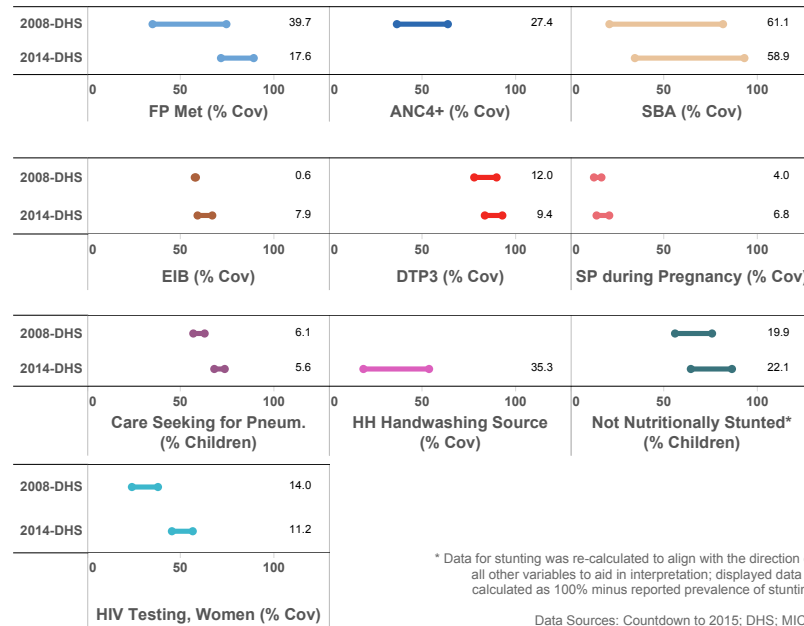 2008-DHS 39.7 27.4 61.1
2014-DHS 17.6 58.9
0 50 100 0 50 100 0 50 100
FP Met (% Cov) ANC4+ (% Cov) SBA (% Cov)
2008-DHS 0.6 12.0 4.0
2014-DHS 7.9 9.4 6.8
0 50 100 0 50 100 0 50 100
EIB (% Cov) DTP3 (% Cov) SP during Pregnancy (% Cov)
2008-DHS 6.1 19.9
2014-DHS 5.6 35.3 22.1
0 50 100 0 50 100 0 50 100
Care Seeking for Pneum. HH Handwashing Source Not Nutritionally Stunted*
(% Children) (% Cov) (% Children)
2008-DHS 14.0
2014-DHS 11.2
0 50 100
HIV Testing, Women (% Cov)
* Data for stunting was re-calculated to align with the direction
all other variables to aid in interpretation; displayed data
calculated as 100% minus reported prevalence of
Data Sources: Countdown to 2015; DHS;